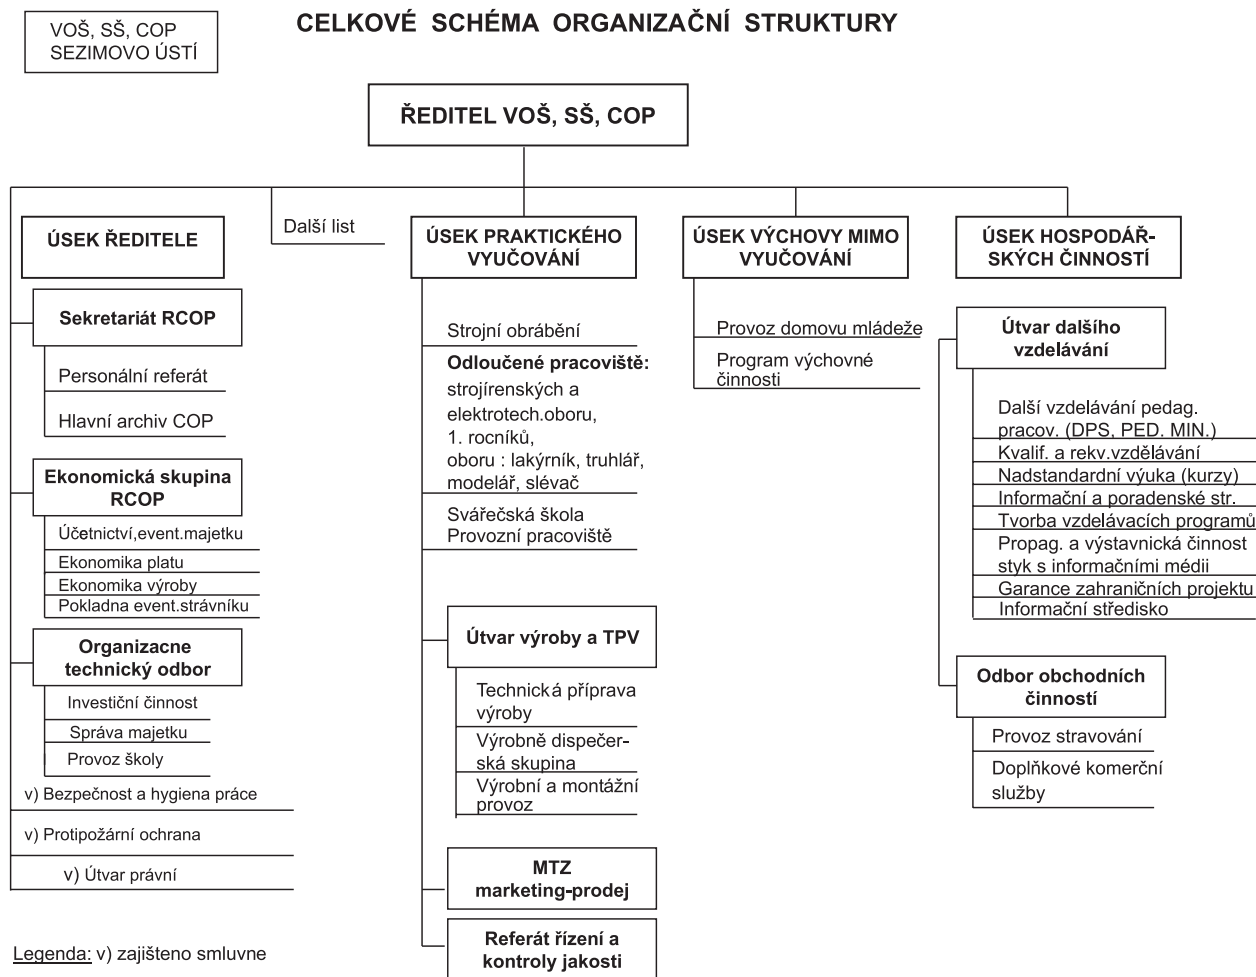 VOŠ, SŠ, COP
SEZIMOVO ÚSTÍ
CELKOVÉ SCHÉMA ORGANIZAČNÍ STRUKTURY
ŘEDITEL VOŠ, SŠ, COP
ÚSEK ŘEDITELE
Sekretariát RCOP
Personální referát
Hlavní archiv COP
Ekonomická skupina
RCOP
Účetnictví,event.majetku
Ekonomika platu
Ekonomika výroby
Pokladna event.strávníku
Organizacne
technický odbor
Investiční činnost
Správa majetku
Provoz školy
v) Bezpečnost a hygiena práce
v) Protipožární ochrana
v) Útvar právní
Další list
ÚSEK PRAKTICKÉHO
VYUČOVÁNÍ
Strojní obrábění
Odloučené pracoviště:
strojírenských a
elektrotech.oboru,
1. rocníků,
oboru : lakýrník, truhlář,
modelář, slévač
Svářečská škola
Provozní pracoviště
Útvar výroby a TPV
Technická příprava
výroby
Výrobně dispečer-
ská skupina
Výrobní a montážní
provoz
MTZ
marketing-prodej
Referát řízení a
kontroly jakosti
ÚSEK VÝCHOVY MIMO
VYUČOVÁNÍ
Provoz domovu mládeže
Program výchovné
činnosti
ÚSEK HOSPODÁŘ-
SKÝCH ČINNOSTÍ
Útvar dalšího
vzdelávání
Další vzdelávání pedag.
pracov. (DPS, PED. MIN.)
Kvalif. a rekv.vzdělávání
Nadstandardní výuka (kurzy)
Informační a poradenské str.
Tvorba vzdelávacích programů
Propag. a výstavnická činnost
styk s informačními médii
Garance zahraničních projektu
Informační středisko
Odbor obchodních
činností
Provoz stravování
Doplňkové komerční
služby
Legenda: v) zajišteno smluvne